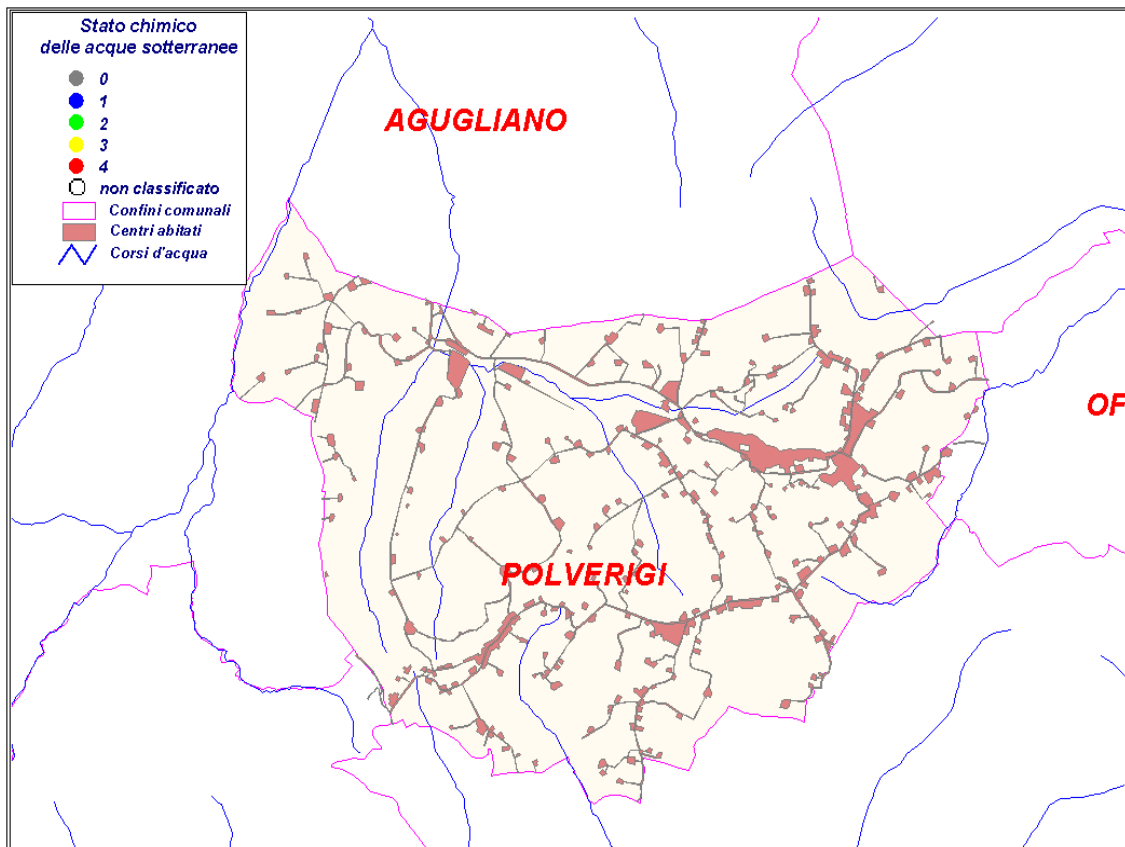 Stato chimico
delle acque sotterranee
0
1
2
3
4
non classificato
Confini comunali
Centri abitati
Corsi d'acqua
AGUGLIANO
OF
POLVERIGI